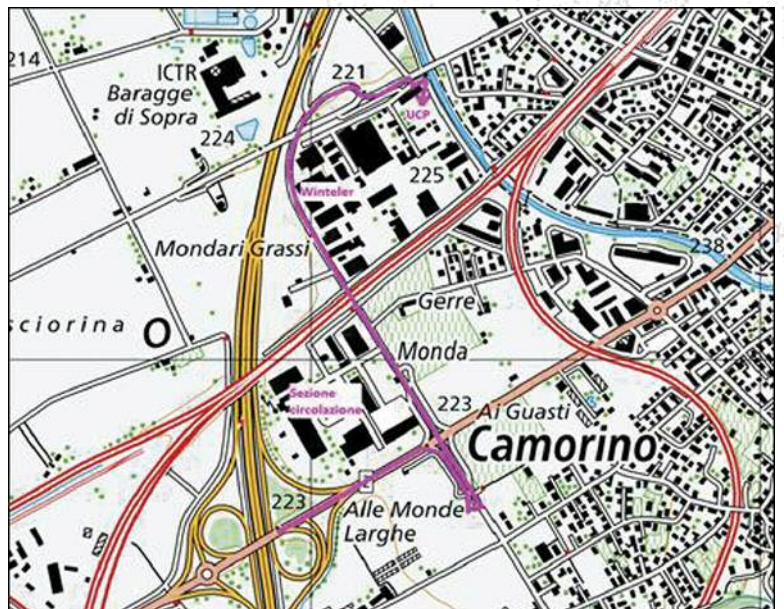 214
ICTR
Baragge
di Sopra
224
221
UCP
225
Winteler
Mondari Grassi
238
sciorina
O
Gerre
Monda
Sezione
circolazione
223
Ai Guasti
Camorino
223
Alle Monde
Larghe